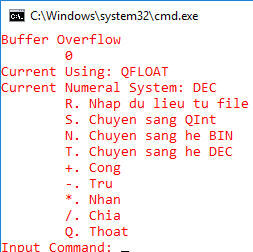 C:\Windows\system32\cmd.exe
Buffer Overflow
0
Current Using: QFLOAT
Current Numeral System: DEC
R. Nhap du lieu tu file
S. Chuyen sang QInt
N. Chuyen sang he BIN
T. Chuyen sang he DEC
+. Cong
-. Tru
*. Nhan
/. Chia
Q. Thoat
Input Command: _